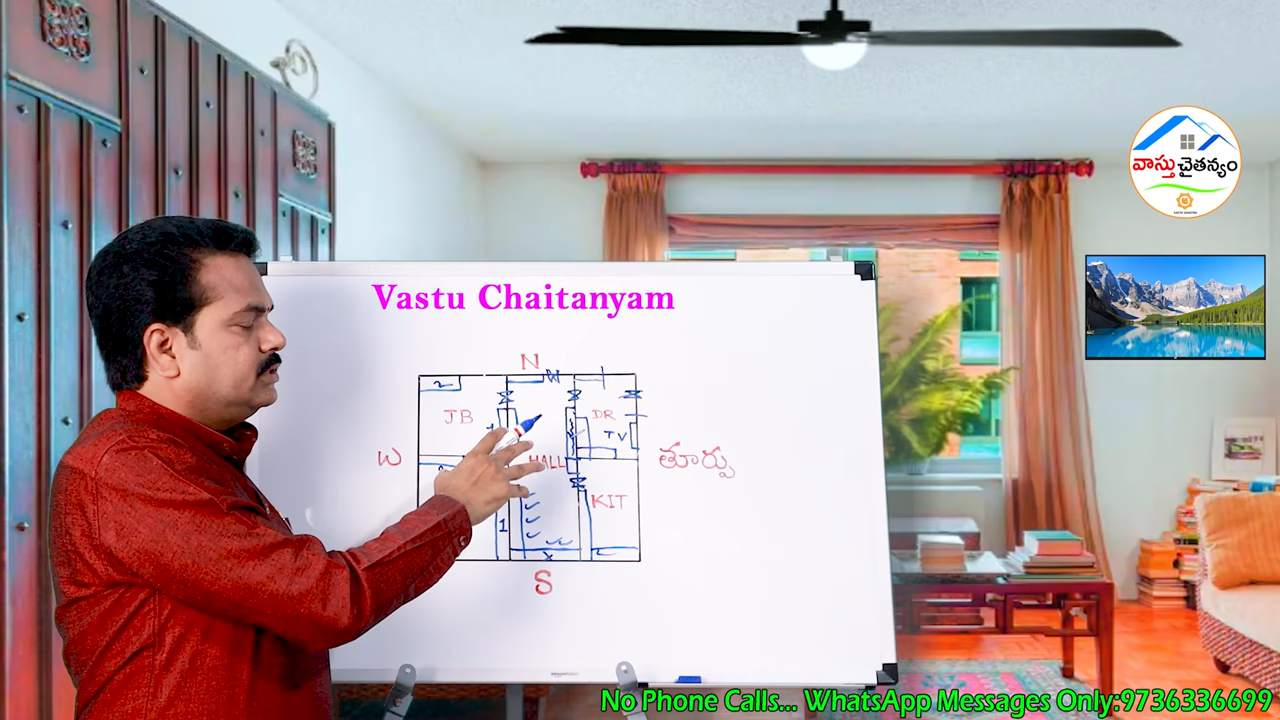 వాస్తు చైతన్యం
Vastu Chaitanyam
N
JB
DR
TV
W
HALL
తూర్పు
KIT
1
S
No Phone Calls... WhatsApp Messages Only:9736336699